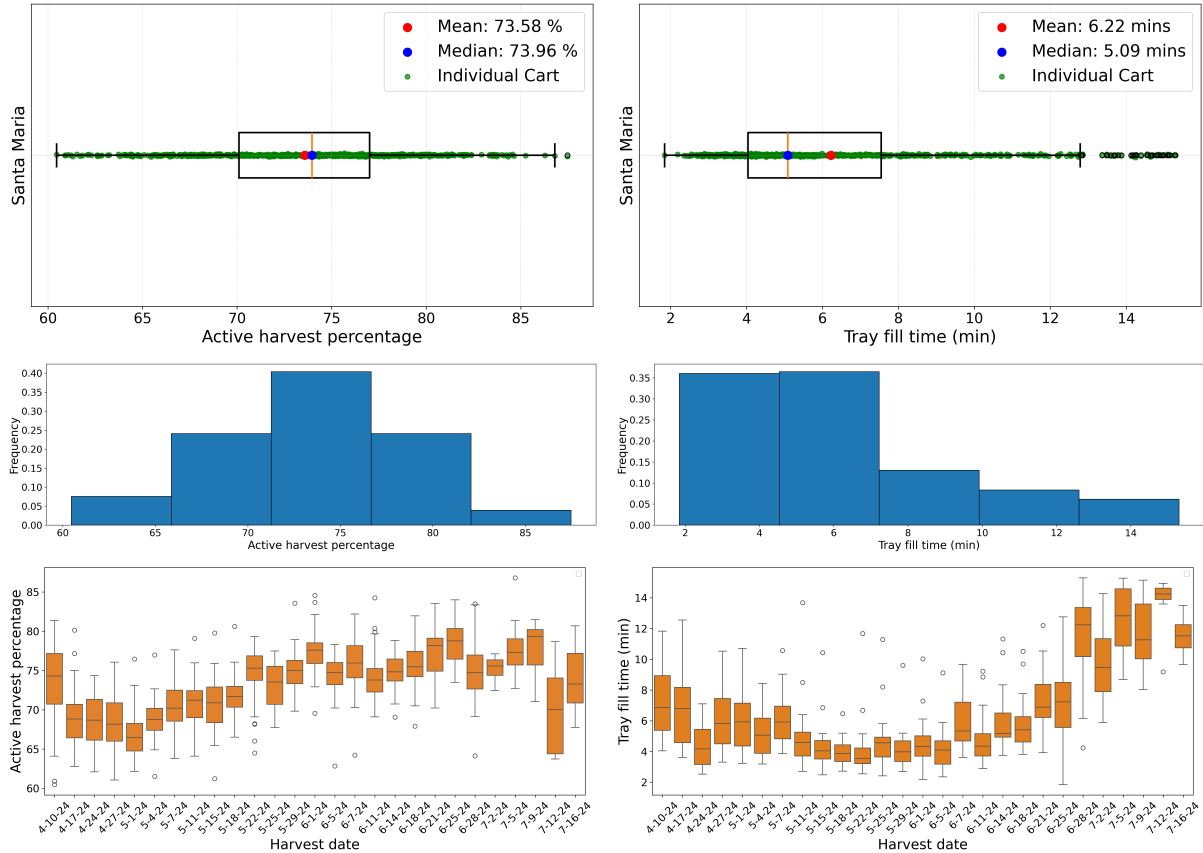 Mean: 73.58 %
Median: 73.96 %
Individual Cart
Santa Maria
60 65 70 75 80 85
Active harvest percentage
Mean: 6.22 mins
Median: 5.09 mins
Individual Cart
Santa Maria
2 4 6 8 10 12 14
Tray fill time (min)
0.40
0.35
0.30
0.25
0.20
0.15
0.10
0.05
0.00
Frequency
60 65 70 75 80 85
Active harvest percentage
0.35
0.30
0.25
0.20
0.15
0.10
0.05
0.00
Frequency
2 4 6 8 10 12 14
Tray fill time (min)
85
80
75
70
65
60
Active harvest percentage
4-10-24 4-17-24 4-24-24 4-27-24 5-1-24 5-4-24 5-7-24 5-11-24 5-15-24 5-18-24 5-22-24 5-25-24 5-29-24 6-1-24 6-5-24 6-7-24 6-11-24 6-14-24 6-18-24 6-21-24 6-25-24 6-28-24 7-2-24 7-5-24 7-9-24 7-12-24 7-16-24
Harvest date
14
12
10
8
6
4
2
Tray fill time (min)
4-10-24 4-17-24 4-24-24 4-27-24 5-1-24 5-4-24 5-7-24 5-11-24 5-15-24 5-18-24 5-22-24 5-25-24 5-29-24 6-1-24 6-5-24 6-7-24 6-11-24 6-14-24 6-18-24 6-21-24 6-25-24 6-28-24 7-2-24 7-5-24 7-9-24 7-12-24 7-16-24
Harvest date